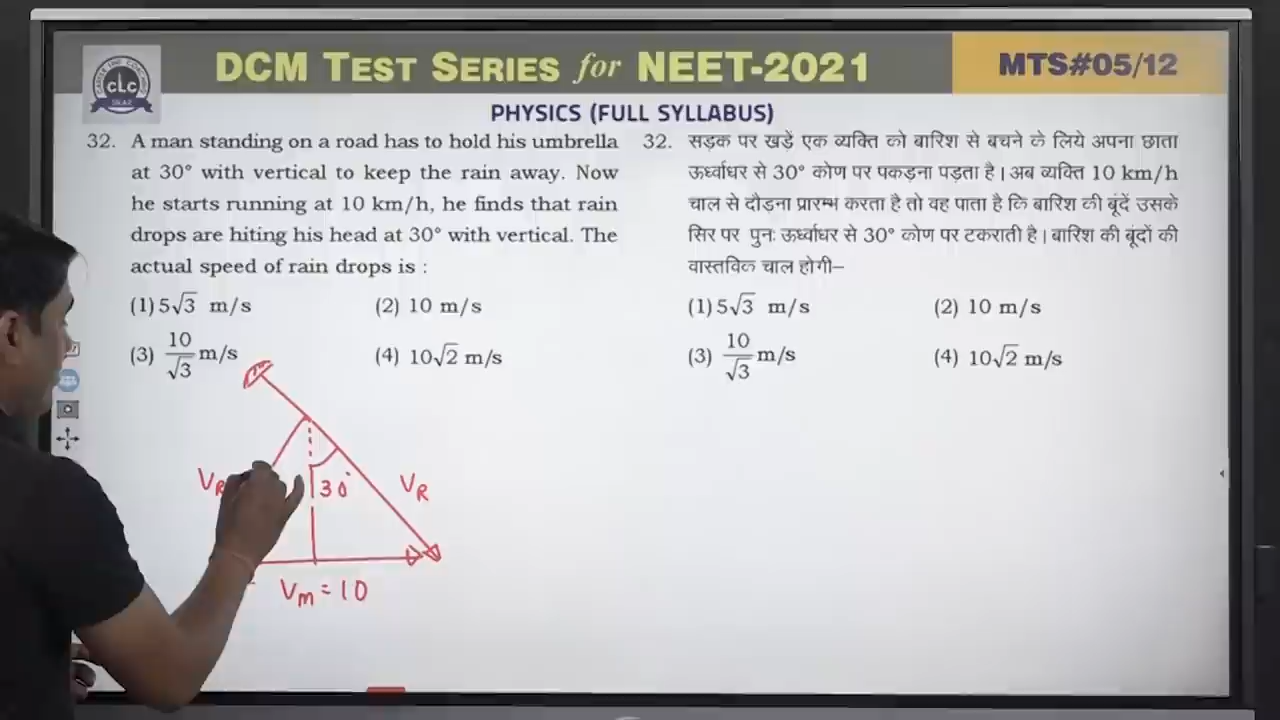 DCM TEST SERIES for NEET-2021
MTS#05/12
CLC
SIKAR
PHYSICS (FULL SYLLABUS)
32. A man standing on a road has to hold his umbrella
at 30° with vertical to keep the rain away. Now
he starts running at 10 km/h, he finds that rain
drops are hiting his head at 30° with vertical. The
actual speed of rain drops is :
(1) 5√3 m/s
(2) 10 m/s
(3) 10/√3 m/s
(4) 10√2 m/s
32. सड़क पर खड़ें एक व्यक्ति को बारिश से बचने के लिये अपना छाता
ऊर्ध्वाधर से 30° कोण पर पकड़ना पड़ता है। अब व्यक्ति 10 km/h
चाल से दौड़ना प्रारम्भ करता है तो वह पाता है कि बारिश की बूंदें उसके
सिर पर पुनः ऊर्ध्वाधर से 30° कोण पर टकराती है। बारिश की बूंदों की
वास्तविक चाल होगी–
(1) 5√3 m/s
(2) 10 m/s
(3) 10/√3 m/s
(4) 10√2 m/s
VR
30°
VR
Vm = 10